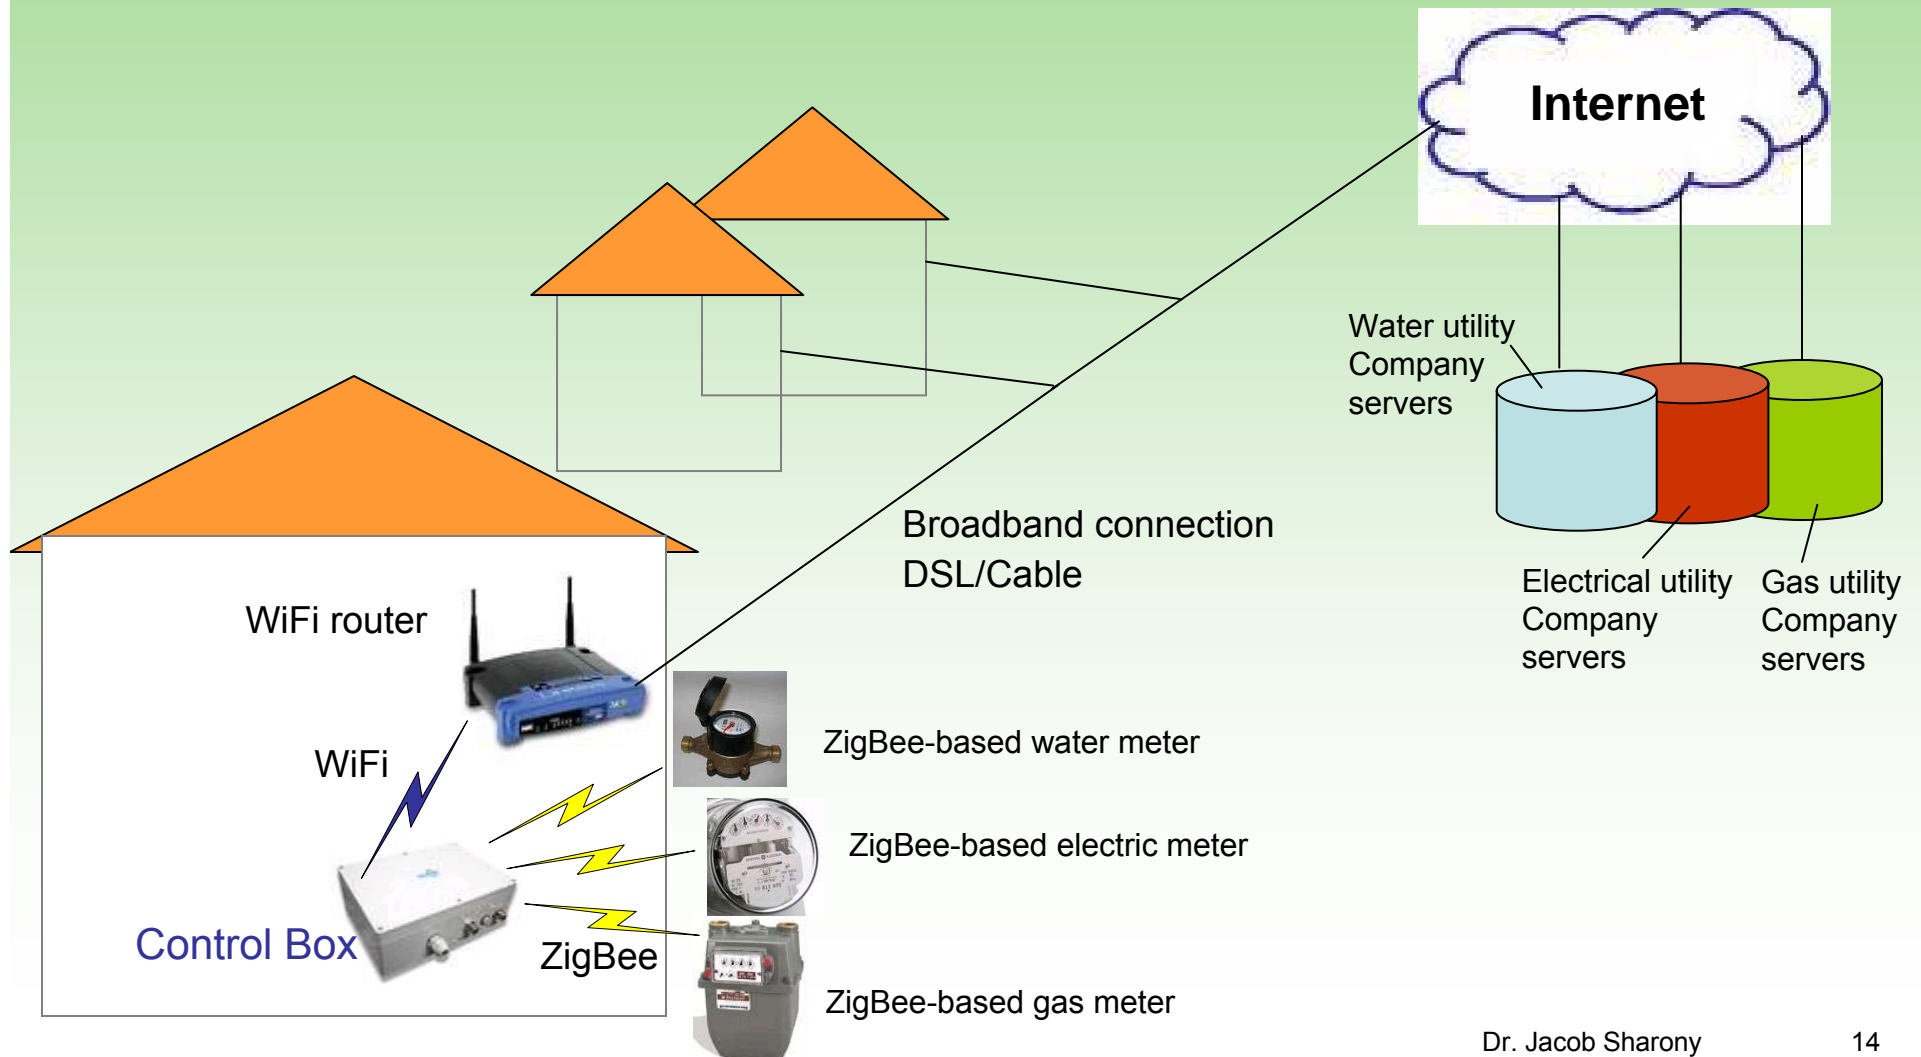 Internet
Water utility
Company
servers
Broadband connection
DSL/Cable
Electrical utility
Company
servers
Gas utility
Company
servers
WiFi router
WiFi
ZigBee-based water meter
ZigBee-based electric meter
Control Box
ZigBee
ZigBee-based gas meter
Dr. Jacob Sharony
14